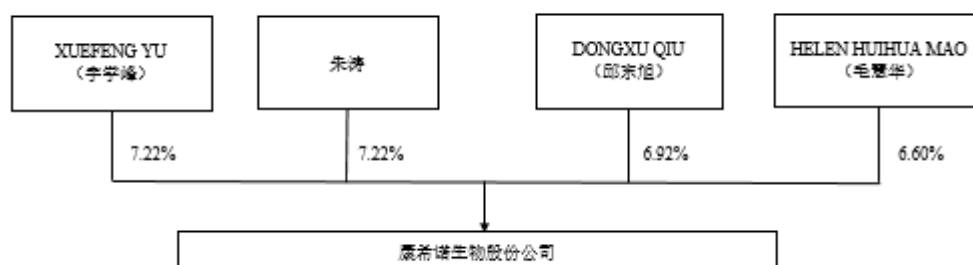 XUEFENG YU
（宇学峰）
朱涛
DONGXU QIU
（邱东旭）
HELEN HUIHUA MAO
（毛慧华）
7.22%
7.22%
6.92%
6.60%
康希诺生物股份公司